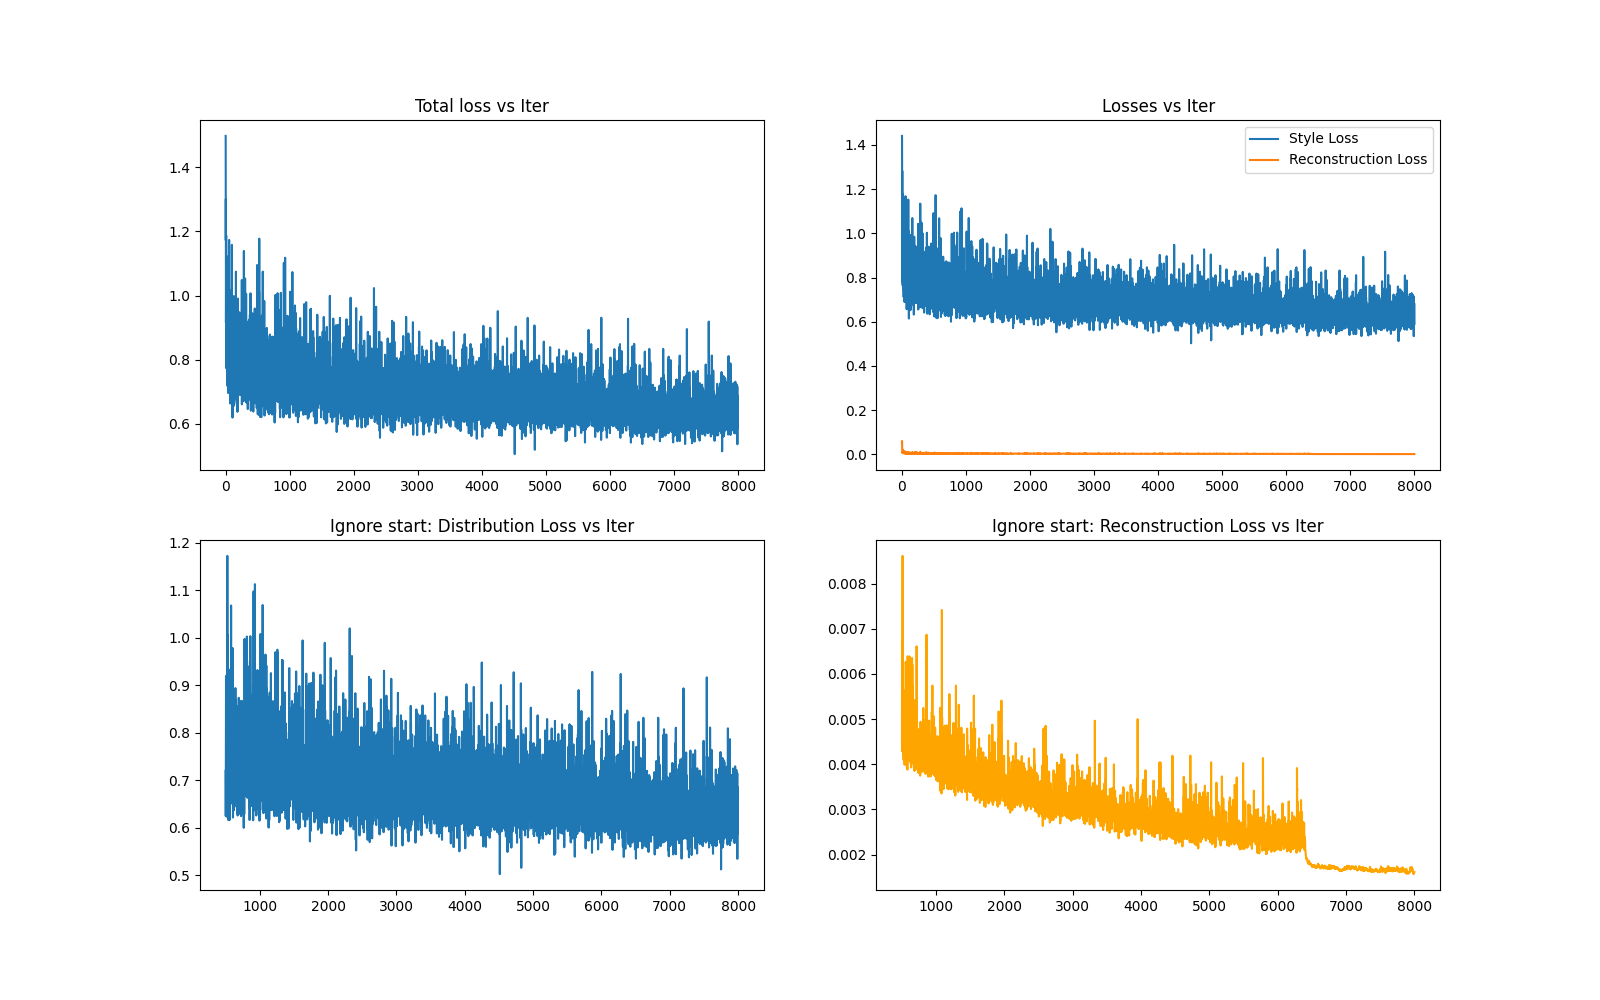 Total loss vs Iter
1.4
1.2
1.0
0.8
0.6
0 1000 2000 3000 4000 5000 6000 7000 8000
Losses vs Iter
Style Loss
Reconstruction Loss
1.4
1.2
1.0
0.8
0.6
0.4
0.2
0.0
0 1000 2000 3000 4000 5000 6000 7000 8000
Ignore start: Distribution Loss vs Iter
1.2
1.1
1.0
0.9
0.8
0.7
0.6
0.5
1000 2000 3000 4000 5000 6000 7000 8000
Ignore start: Reconstruction Loss vs Iter
0.008
0.007
0.006
0.005
0.004
0.003
0.002
1000 2000 3000 4000 5000 6000 7000 8000